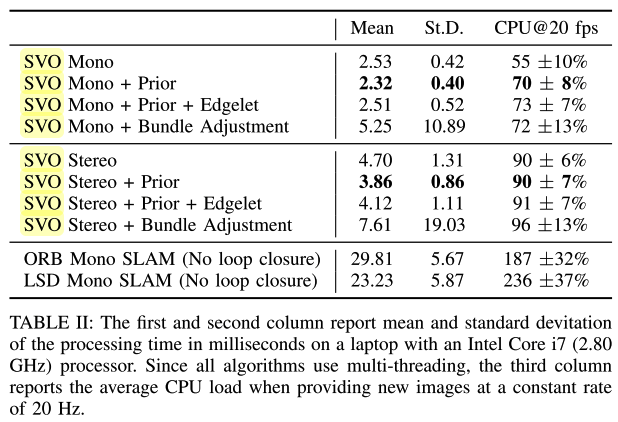 Mean St.D. CPU@20 fps
SVO Mono 2.53 0.42 55 ±10%
SVO Mono + Prior 2.32 0.40 70 ± 8%
SVO Mono + Prior + Edgelet 2.51 0.52 73 ± 7%
SVO Mono + Bundle Adjustment 5.25 10.89 72 ±13%
SVO Stereo 4.70 1.31 90 ± 6%
SVO Stereo + Prior 3.86 0.86 90 ± 7%
SVO Stereo + Prior + Edgelet 4.12 1.11 91 ± 7%
SVO Stereo + Bundle Adjustment 7.61 19.03 96 ±13%
ORB Mono SLAM (No loop closure) 29.81 5.67 187 ±32%
LSD Mono SLAM (No loop closure) 23.23 5.87 236 ±37%
TABLE II: The first and second column report mean and standard devitation
of the processing time in milliseconds on a laptop with an Intel Core i7 (2.80
GHz) processor. Since all algorithms use multi-threading, the third column
reports the average CPU load when providing new images at a constant rate
of 20 Hz.